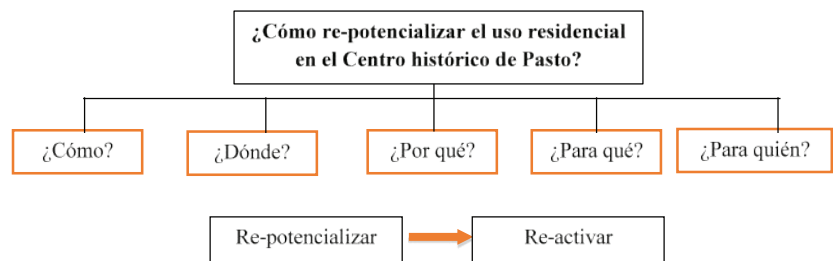 ¿Cómo re-potencializar el uso residencial
en el Centro histórico de Pasto?
¿Cómo?
¿Dónde?
¿Por qué?
¿Para qué?
¿Para quién?
Re-potencializar
Re-activar